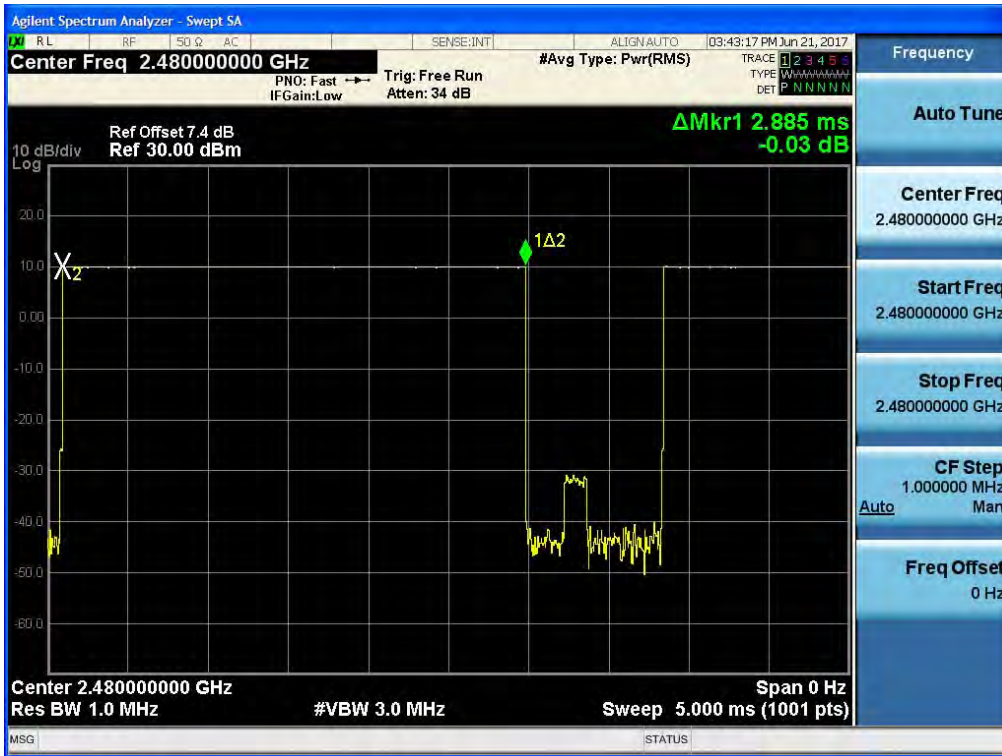 Agilent Spectrum Analyzer - Swept SA
LXI RL RF 50 Ω AC SENSE:INT ALIGN AUTO 03:43:17 PM Jun 21, 2017
Center Freq 2.480000000 GHz
#Avg Type: Pwr(RMS)
TRACE 1 2 3 4 5 6
PNO: Fast
Trig: Free Run
TYPE
IFGain:Low
Atten: 34 dB
DET P N N N N N
ΔMkr1 2.885 ms
-0.03 dB
Ref Offset 7.4 dB
10 dB/div Ref 30.00 dBm
Log
20.0
1Δ2
10.0
X2
0.00
-10.0
-20.0
-30.0
-40.0
-50.0
-60.0
Center 2.480000000 GHz Span 0 Hz
Res BW 1.0 MHz #VBW 3.0 MHz Sweep 5.000 ms (1001 pts)
MSG STATUS
Frequency
Auto Tune
Center Freq
2.480000000 GHz
Start Freq
2.480000000 GHz
Stop Freq
2.480000000 GHz
CF Step
1.000000 MHz
Auto Man
Freq Offset
0 Hz